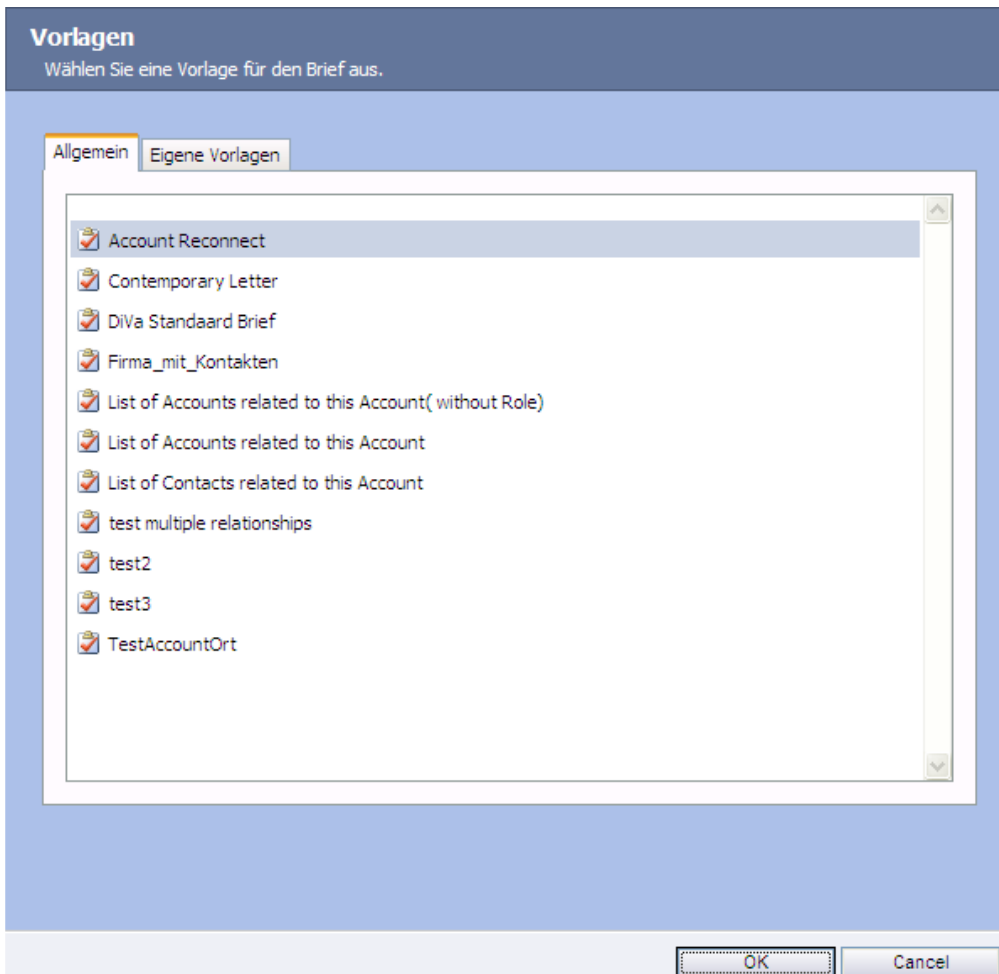 Vorlagen
Wählen Sie eine Vorlage für den Brief aus.
Allgemein
Eigene Vorlagen
Account Reconnect
Contemporary Letter
DiVa Standaard Brief
Firma_mit_Kontakten
List of Accounts related to this Account( without Role)
List of Accounts related to this Account
List of Contacts related to this Account
test multiple relationships
test2
test3
TestAccountOrt
OK
Cancel